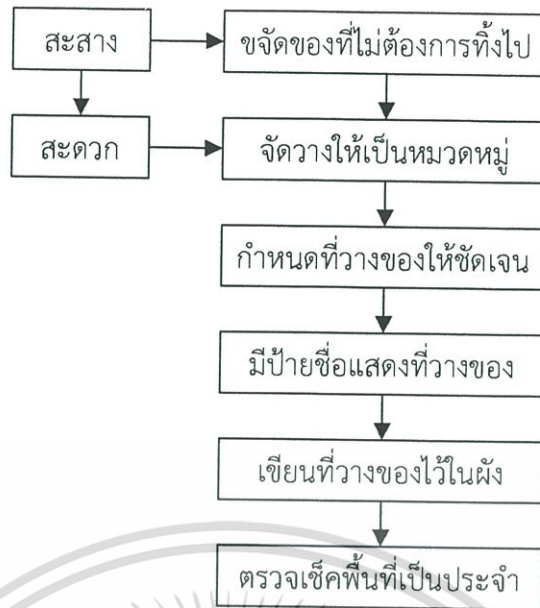 สะสาง
ขจัดของที่ไม่ต้องการทิ้งไป
สะดวก
จัดวางให้เป็นหมวดหมู่
กำหนดที่วางของให้ชัดเจน
มีป้ายชื่อแสดงที่วางของ
เขียนที่วางของไว้ในผัง
ตรวจเช็คพื้นที่เป็นประจำ